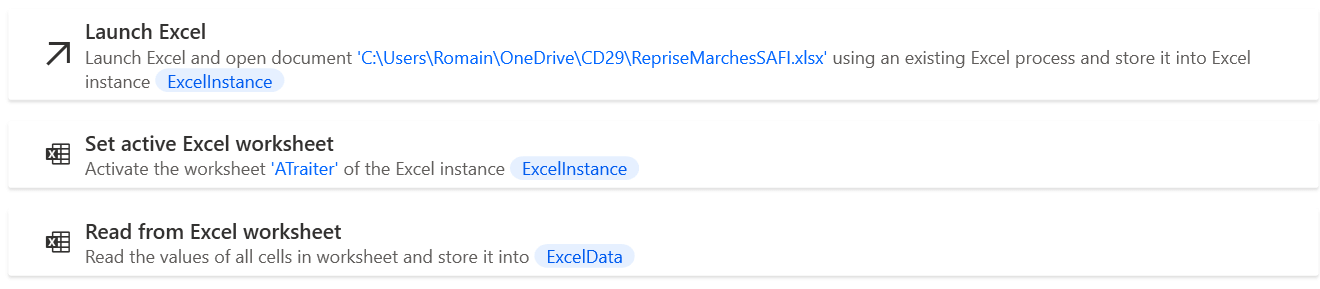 Launch Excel
Launch Excel and open document 'C:\Users\Romain\OneDrive\CD29\RepriseMarchesSAFI.xlsx' using an existing Excel process and store it into Excel
instance ExcelInstance
Set active Excel worksheet
Activate the worksheet 'ATraiter' of the Excel instance ExcelInstance
Read from Excel worksheet
Read the values of all cells in worksheet and store it into ExcelData